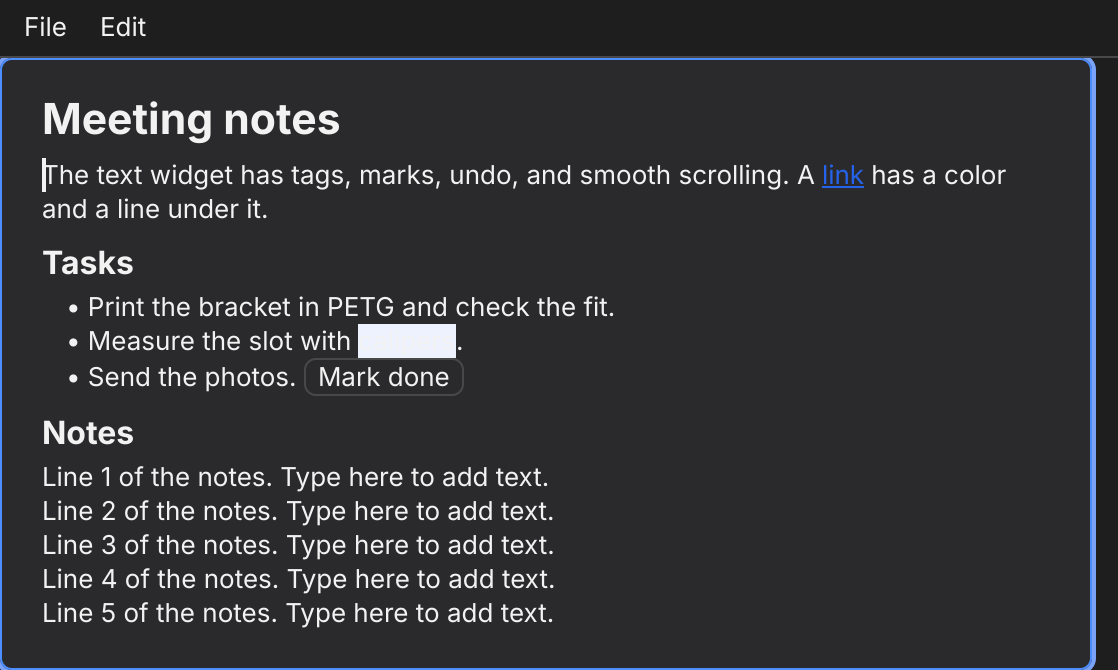 File Edit
Meeting notes
The text widget has tags, marks, undo, and smooth scrolling. A link has a color
and a line under it.
Tasks
• Print the bracket in PETG and check the fit.
• Measure the slot with .
• Send the photos. Mark done
Notes
Line 1 of the notes. Type here to add text.
Line 2 of the notes. Type here to add text.
Line 3 of the notes. Type here to add text.
Line 4 of the notes. Type here to add text.
Line 5 of the notes. Type here to add text.